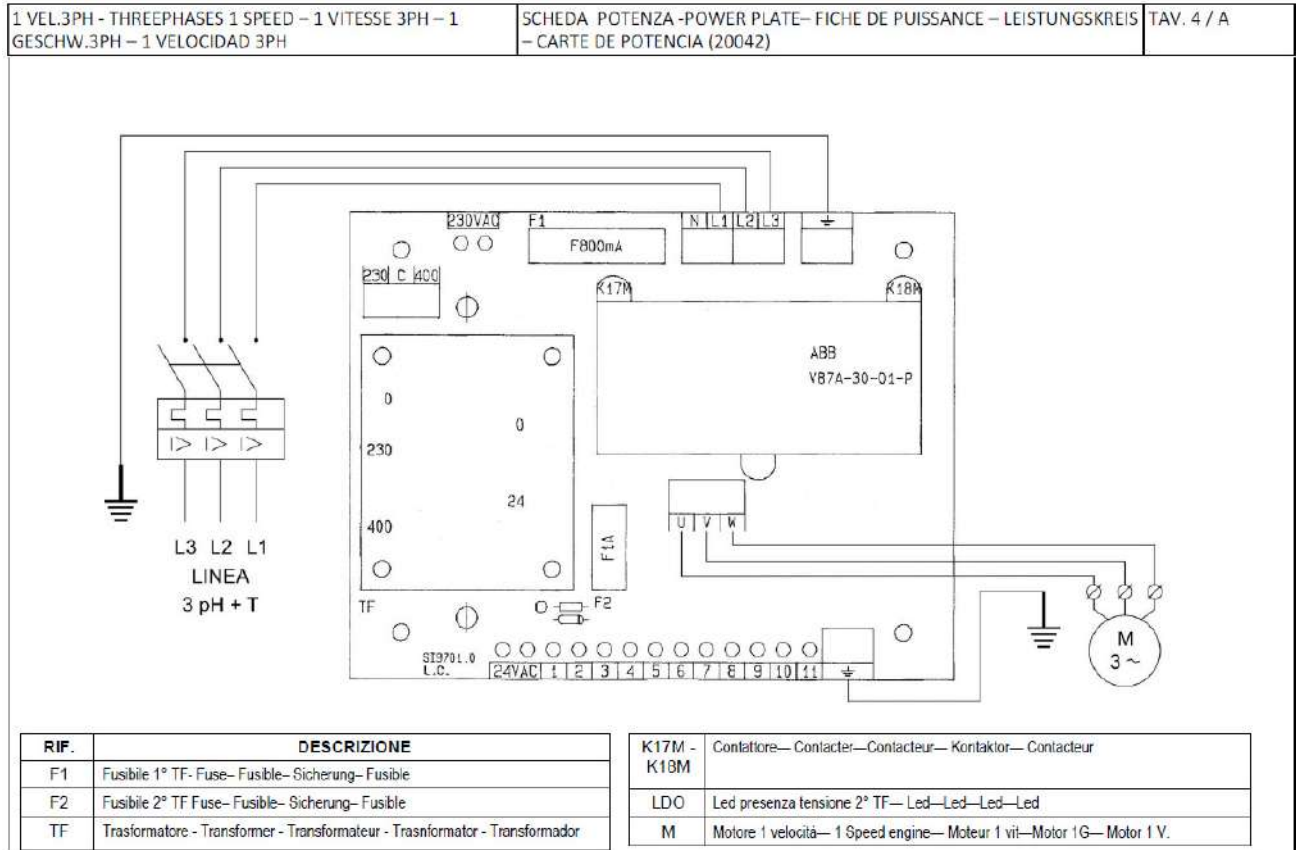 1 VEL.3PH - THREEPHASES 1 SPEED – 1 VITESSE 3PH – 1
GESCHW.3PH – 1 VELOCIDAD 3PH
SCHEDA POTENZA -POWER PLATE– FICHE DE PUISSANCE – LEISTUNGSKREIS
– CARTE DE POTENCIA (20042)
TAV. 4 / A
230VAC
F1
N L1 L2 L3
F800mA
230 C 400
K17M
K18M
ABB
VB7A-30-01-P
0
0
230
24
400
U V W
F1A
L3 L2 L1
LINEA
3 pH + T
TF
F2
M
3 ~
SI9701.0
L.C.
24VAC 1 2 3 4 5 6 7 8 9 10 11
RIF. DESCRIZIONE
F1 Fusibile 1° TF- Fuse– Fusible– Sicherung– Fusible
F2 Fusibile 2° TF Fuse– Fusible– Sicherung– Fusible
TF Trasformatore - Transformer - Transformateur - Trasnformator - Transformador
K17M - Contattore— Contacter—Contacteur— Kontaktor— Contacteur
K18M
LDO Led presenza tensione 2° TF— Led—Led—Led—Led
M Motore 1 velocità— 1 Speed engine— Moteur 1 vit—Motor 1G— Motor 1 V.